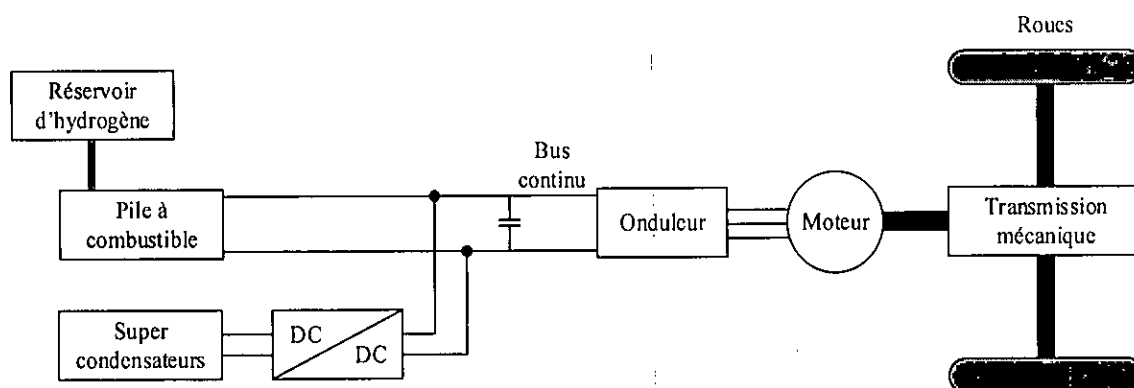 Roues
Réservoir
d'hydrogène
Bus
continu
Pile à
combustible
Onduleur
Moteur
Transmission
mécanique
Super
condensateurs
DC
DC